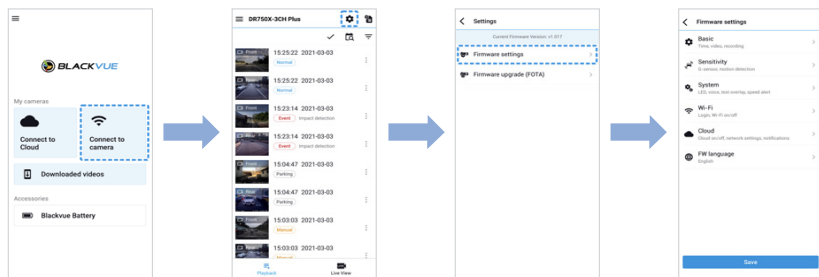 BLACKVUE
My cameras
Connect to
Cloud
Connect to
camera
Downloaded videos
Accessories
Blackvue Battery
DR750X-3CH Plus
Front
15:25:22 2021-03-03
Normal
Rear
15:25:22 2021-03-03
Normal
Front
15:23:14 2021-03-03
Event Impact detection
Rear
15:23:14 2021-03-03
Event Impact detection
Front
15:04:47 2021-03-03
Parking
Rear
15:04:47 2021-03-03
Parking
Front
15:03:03 2021-03-03
Manual
Rear
15:03:03 2021-03-03
Manual
Playback
Live View
Settings
Current Firmware Version: v1.077
Firmware settings
Firmware upgrade (FOTA)
Firmware settings
Basic
Time, video, recording
Sensitivity
G-sensor, motion detection
System
LED, voice, text overlay, speed alert
Wi-Fi
Login, Wi-Fi on/off
Cloud
Cloud on/off, network settings, notifications
FW language
English
Save